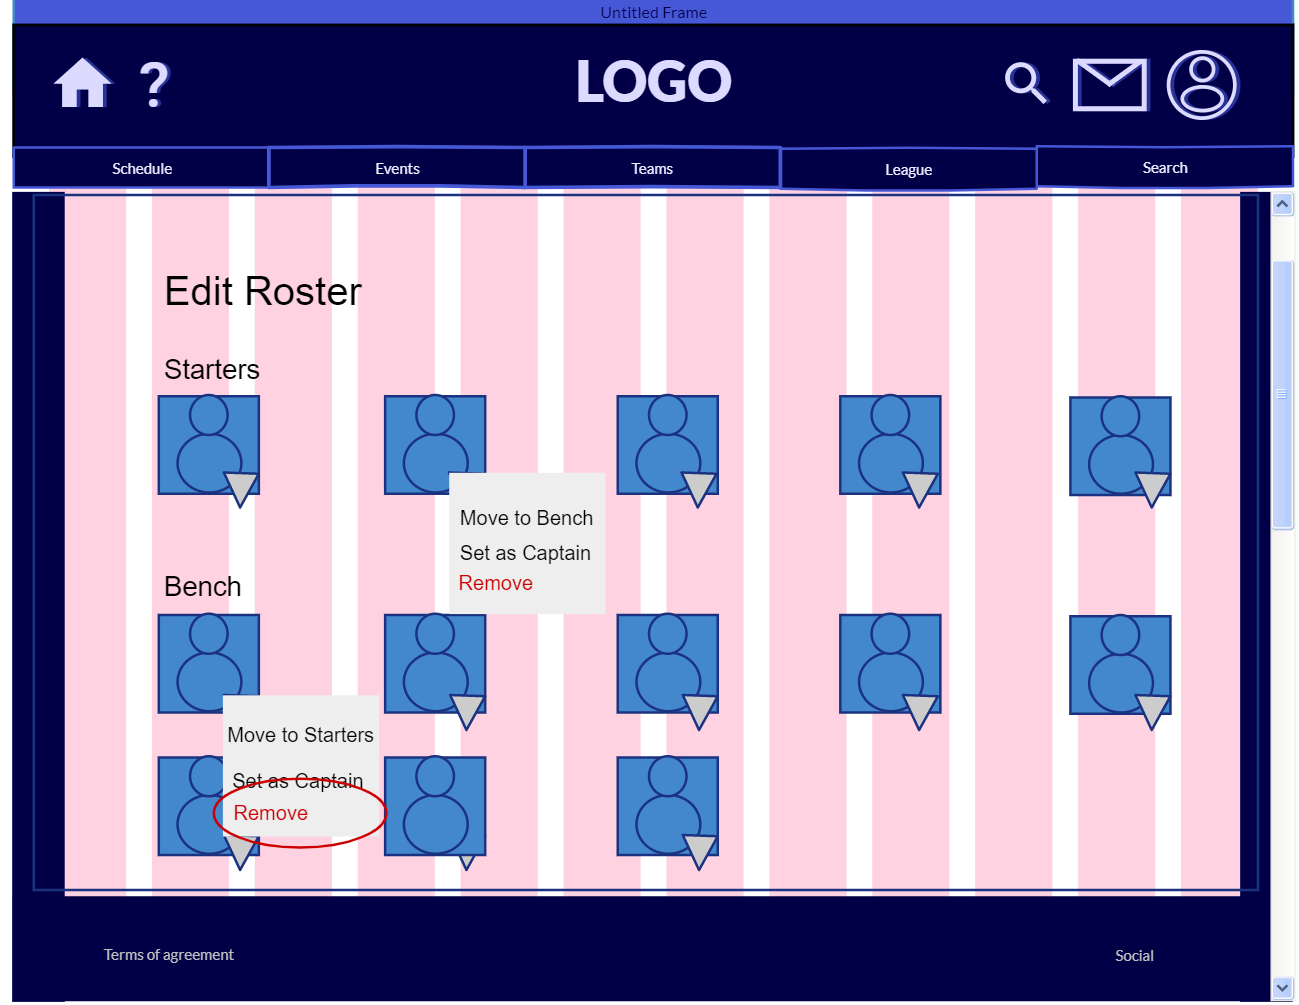 Untitled Frame
?
LOGO
Schedule
Events
Teams
League
Search
Edit Roster
Starters
Move to Bench
Set as Captain
Remove
Bench
Move to Starters
Set as Captain
Remove
Terms of agreement
Social